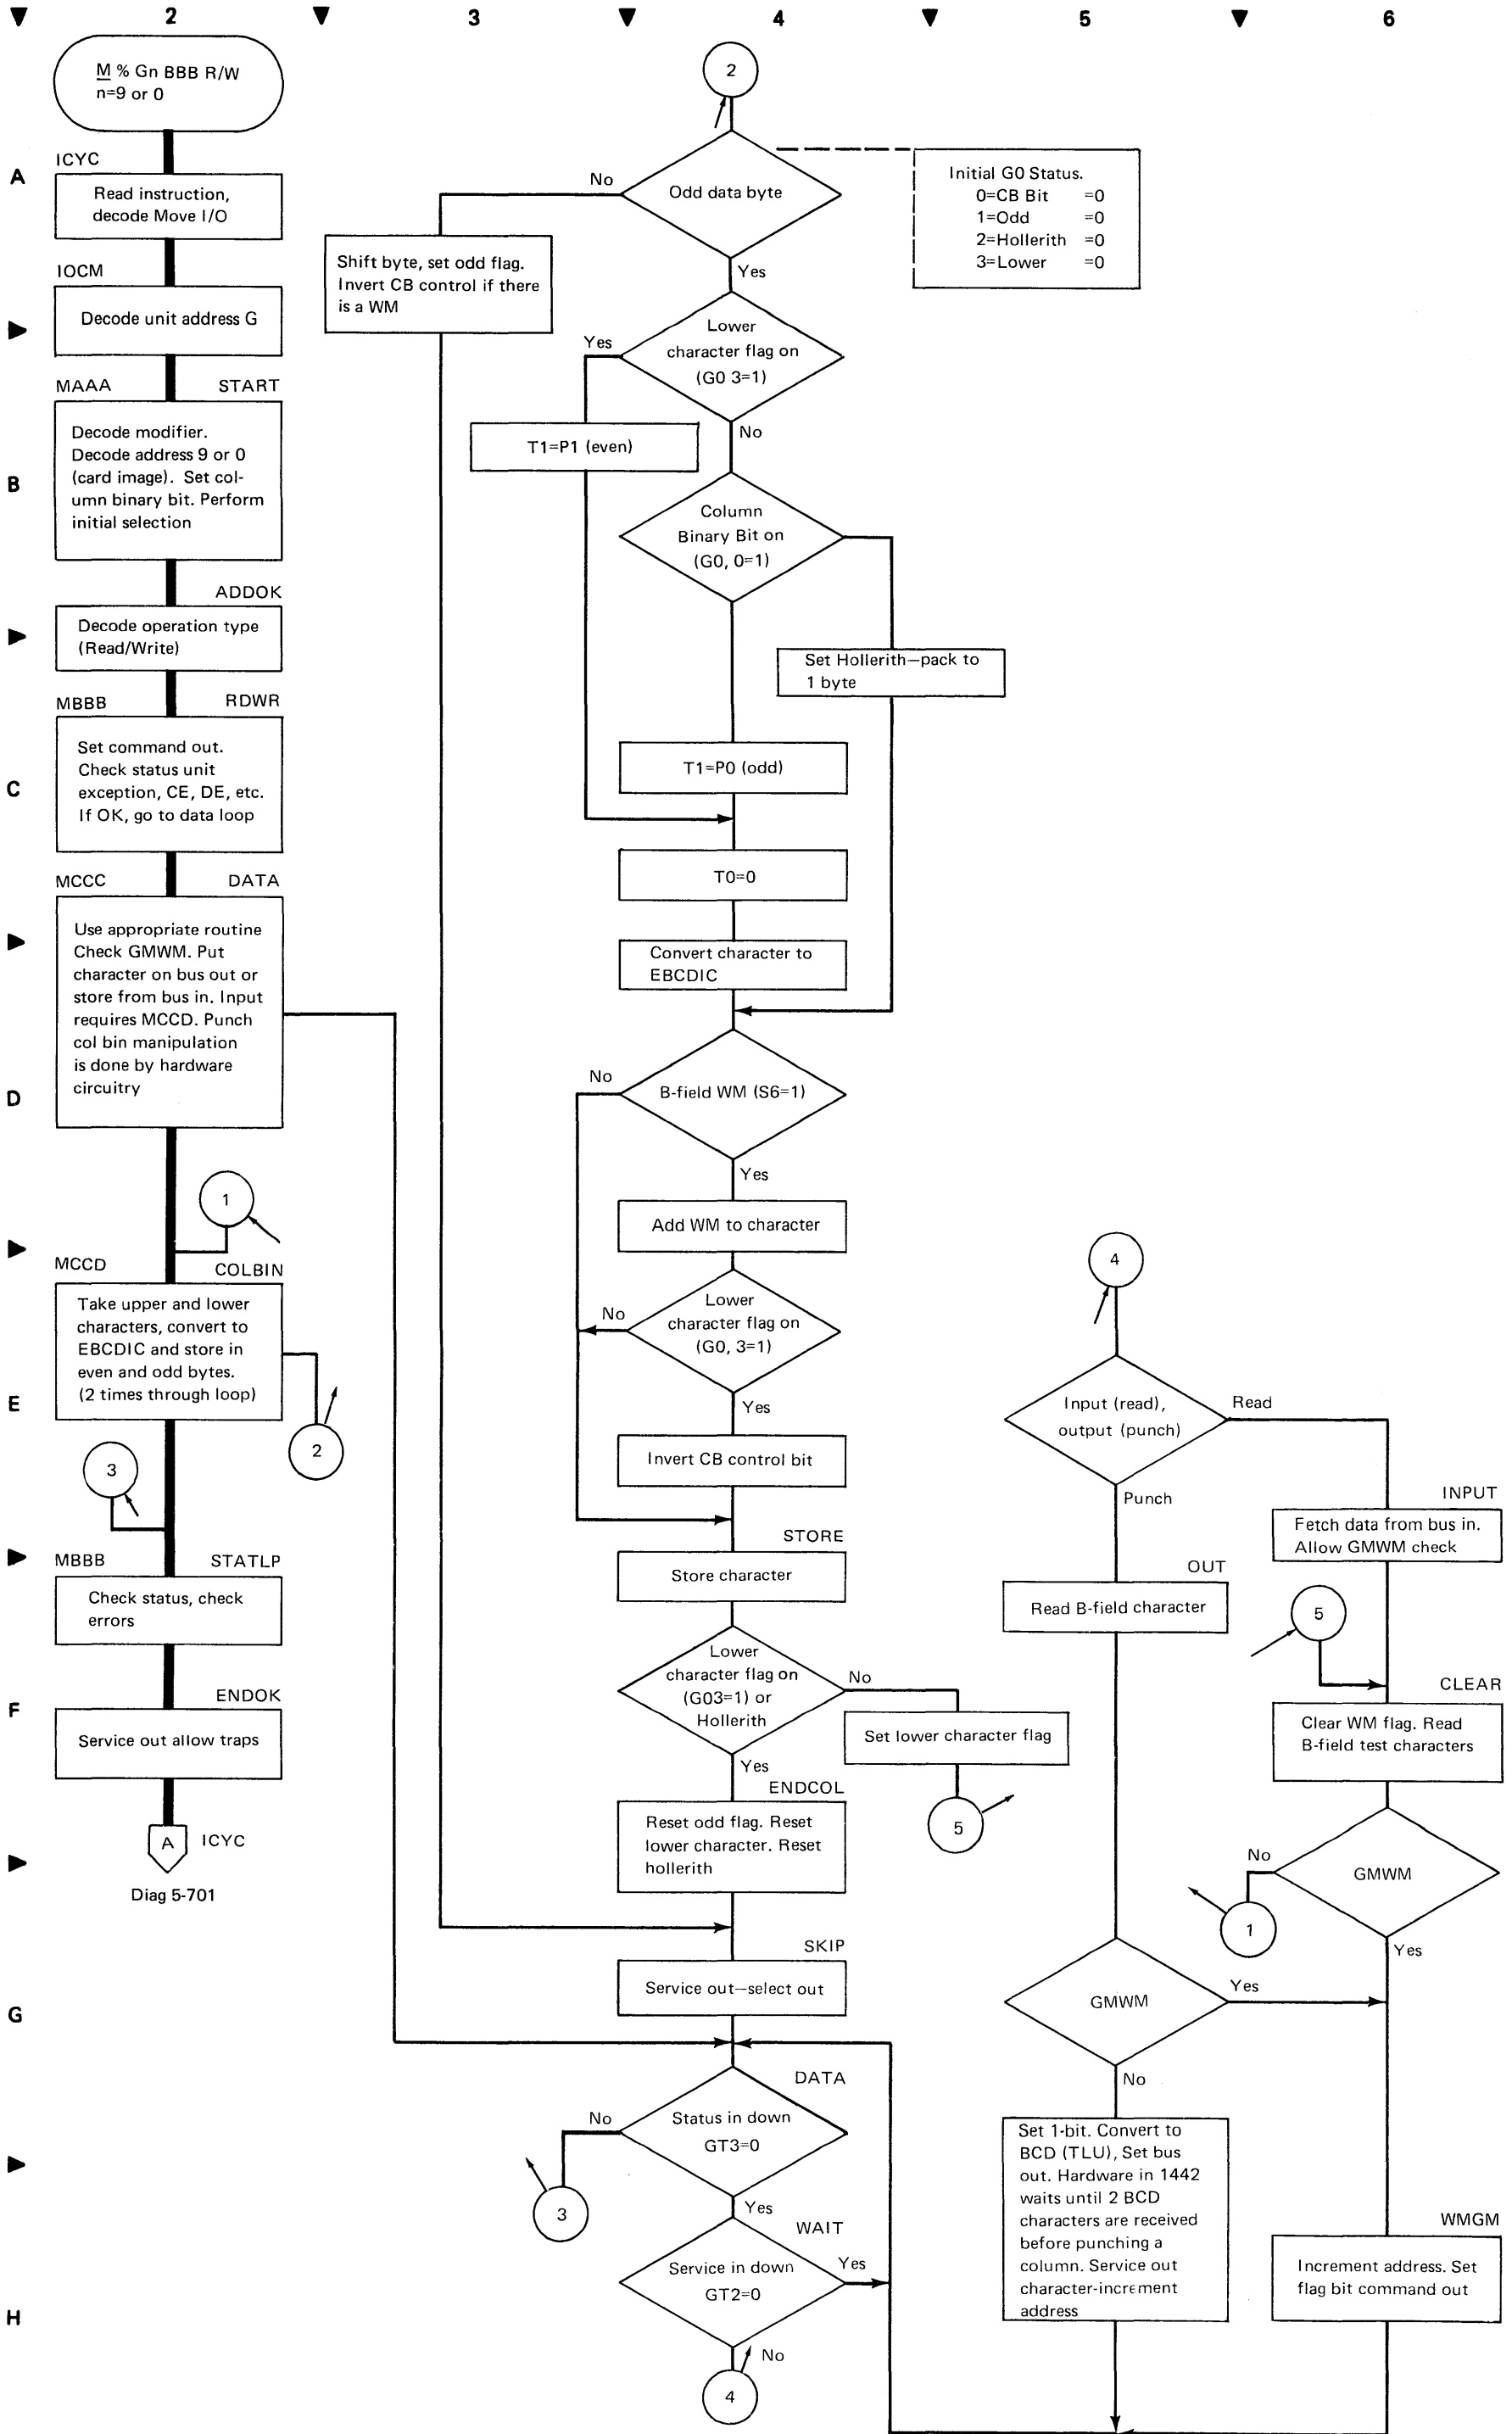 2 3 4 5 6
M % Gn BBB R/W
n=9 or 0
A
ICYC
Read instruction,
decode Move I/O
IOCM
Decode unit address G
MAAA START
B
Decode modifier.
Decode address 9 or 0
(card image). Set col-
umn binary bit. Perform
initial selection
ADDOK
Decode operation type
(Read/Write)
MBBB RDWR
C
Set command out.
Check status unit
exception, CE, DE, etc.
If OK, go to data loop
MCCC DATA
Use appropriate routine
Check GMWM. Put
character on bus out or
store from bus in. Input
requires MCCD. Punch
col bin manipulation
is done by hardware
circuitry
D
1
MCCD COLBIN
Take upper and lower
characters, convert to
EBCDIC and store in
even and odd bytes.
(2 times through loop)
E
2
3
MBBB STATLP
Check status, check
errors
F
ENDOK
Service out allow traps
A ICYC
Diag 5-701
G
H
2
Odd data byte
No
Yes
Initial G0 Status.
0=CB Bit =0
1=Odd =0
2=Hollerith =0
3=Lower =0
Shift byte, set odd flag.
Invert CB control if there
is a WM
Lower
character flag on
(G0 3=1)
Yes
No
T1=P1 (even)
Column
Binary Bit on
(G0, 0=1)
Set Hollerith—pack to
1 byte
T1=P0 (odd)
T0=0
Convert character to
EBCDIC
B-field WM (S6=1)
No
Yes
Add WM to character
Lower
character flag on
(G0, 3=1)
No
Yes
Invert CB control bit
STORE
Store character
Lower
character flag on
(G03=1) or
Hollerith
No
Set lower character flag
5
Yes
ENDCOL
Reset odd flag. Reset
lower character. Reset
hollerith
SKIP
Service out—select out
DATA
Status in down
GT3=0
No
3
Yes
WAIT
Service in down
GT2=0
Yes
No
4
4
Input (read),
output (punch)
Read
Punch
OUT
Read B-field character
GMWM
Yes
No
Set 1-bit. Convert to
BCD (TLU), Set bus
out. Hardware in 1442
waits until 2 BCD
characters are received
before punching a
column. Service out
character-increment
address
INPUT
Fetch data from bus in.
Allow GMWM check
5
CLEAR
Clear WM flag. Read
B-field test characters
GMWM
No
1
Yes
WMGM
Increment address. Set
flag bit command out